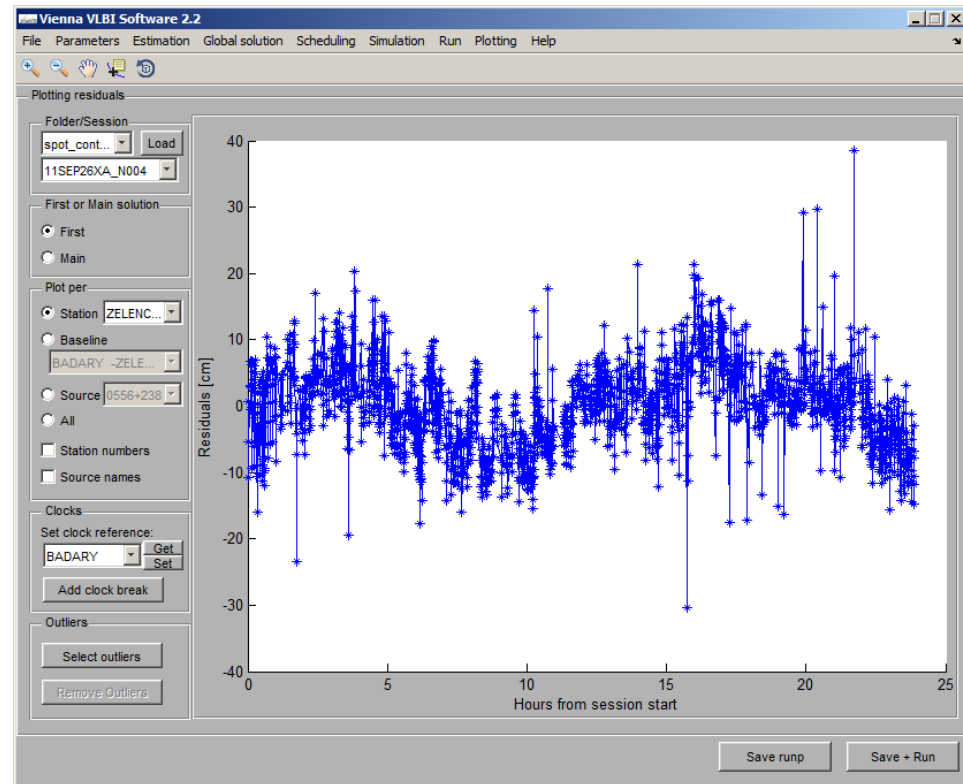 Vienna VLBI Software 2.2
File Parameters Estimation Global solution Scheduling Simulation Run Plotting Help
Plotting residuals
Folder/Session
spot_cont... Load
11SEP26XA_N004
First or Main solution
First
Main
Plot per
Station ZELENC...
Baseline
BADARY -ZELE...
Source 0556+238
All
Station numbers
Source names
Clocks
Set clock reference:
BADARY Get
Set
Add clock break
Outliers
Select outliers
Remove Outliers
40
30
20
10
0
-10
-20
-30
-40
Residuals [cm]
0 5 10 15 20 25
Hours from session start
Save runp Save + Run